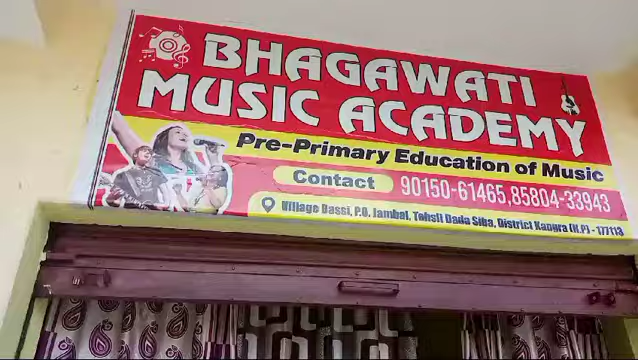 BHAGAWATI
MUSIC ACADEMY
Pre-Primary Education of Music
Contact 90150-61465,85804-33943
Village Dassi, P.O. Jambal, Tehsil Dada Siba, District Kangra (H.P) - 177113